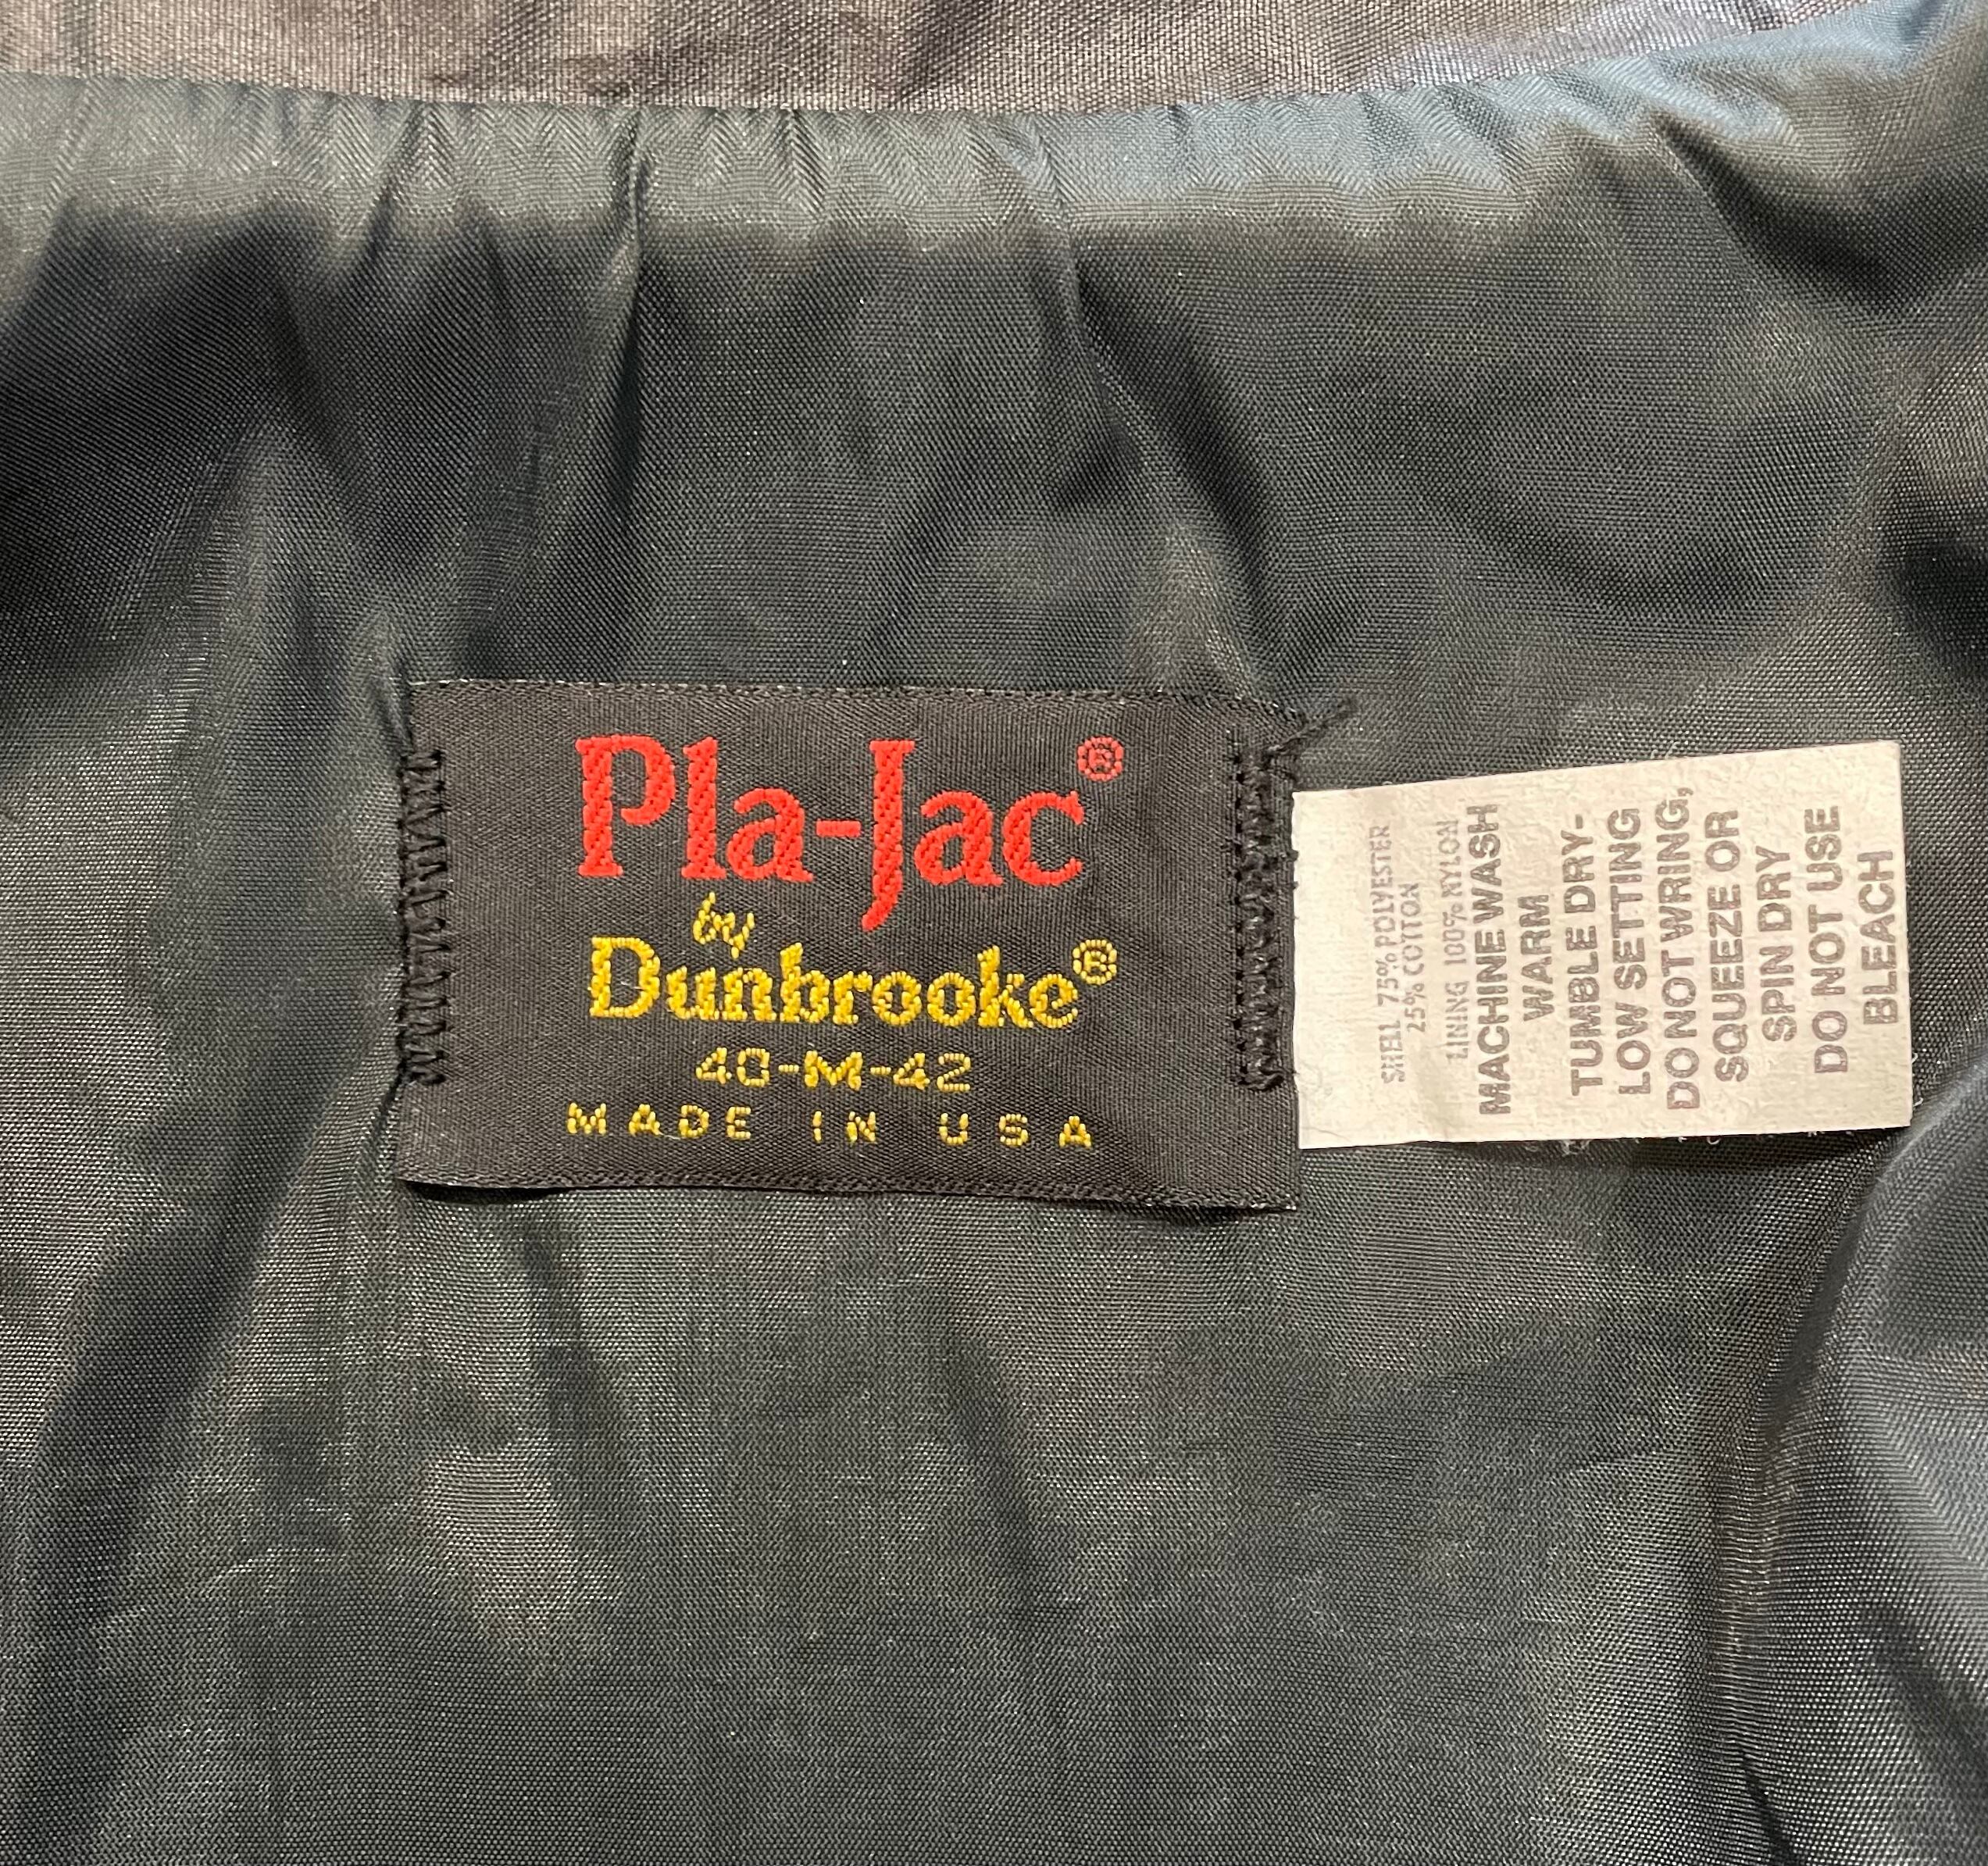 Pla-Jac®
by
Dunbrooke®
40-M-42
MADE IN USA
SHEL 75% POLYESTER
25% COTTON
LINING 100% NYLON
MACHINE WASH
WARM
TUMBLE DRY-
LOW SETTING
DO NOT WRING,
SQUEEZE OR
SPIN DRY
DO NOT USE
BLEACH